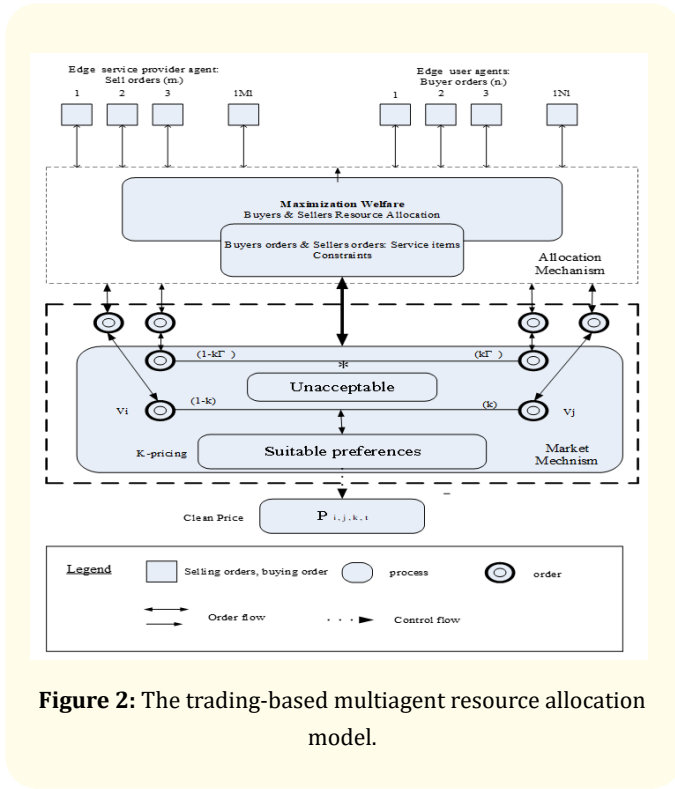 Edge service provider agent: Sell orders (m.)
1 2 3 1M1
Edge user agents: Buyer orders (n.)
1 2 3 1N1
Maximization Welfare
Buyers & Sellers Resource Allocation
Buyers orders & Sellers orders: Service items
Constraints
Allocation
Mechanism
(1-kΓ )
(kΓ )
*
Unacceptable
(1-k)
(k)
Vi
Vj
K-pricing
Suitable preferences
Market
Mechnism
Clean Price
P i,j,k,t
Legend
Selling orders, buying order
process
order
Order flow
Control flow
Figure 2: The trading-based multiagent resource allocation
model.